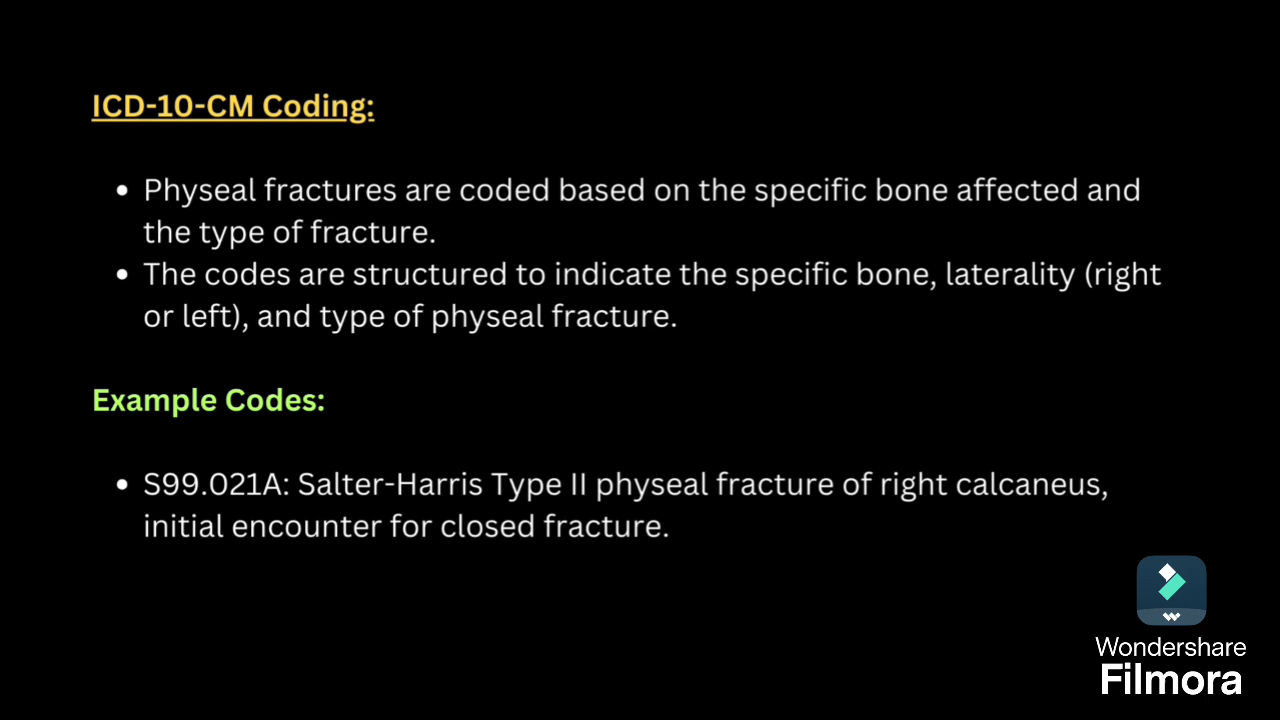 ICD-10-CM Coding:
• Physeal fractures are coded based on the specific bone affected and
the type of fracture.
• The codes are structured to indicate the specific bone, laterality (right
or left), and type of physeal fracture.
Example Codes:
• S99.021A: Salter-Harris Type II physeal fracture of right calcaneus,
initial encounter for closed fracture.
Wondershare
Filmora